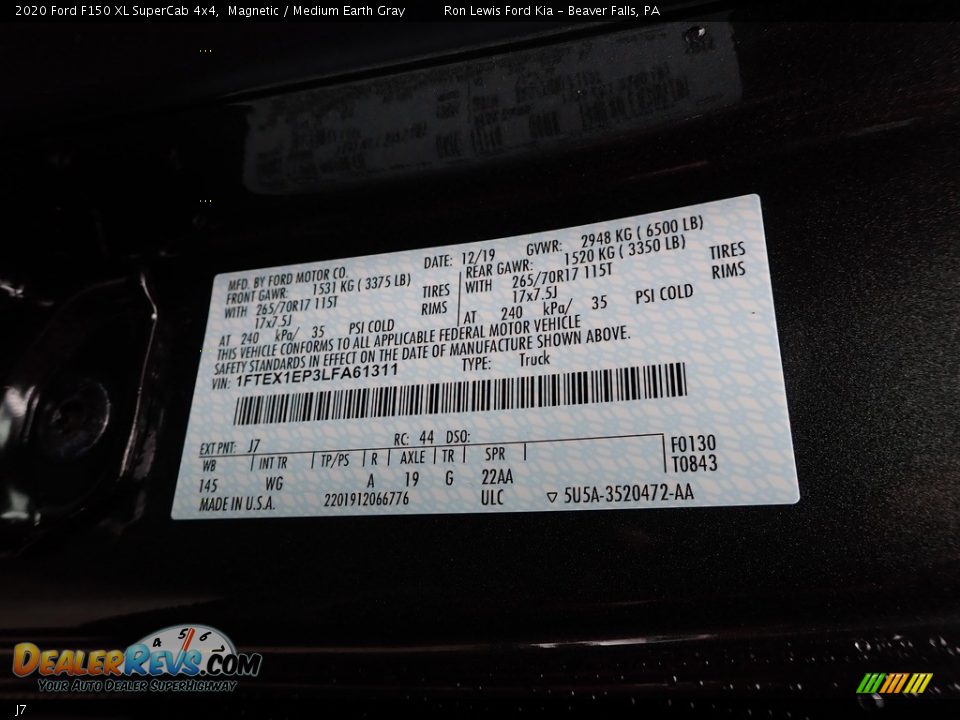 2020 Ford F150 XL SuperCab 4x4, Magnetic / Medium Earth Gray Ron Lewis Ford Kia - Beaver Falls, PA
MFD. BY FORD MOTOR CO. DATE: 12/19 GVWR: 2948 KG ( 6500 LB)
FRONT GAWR: 1531 KG ( 3375 LB) REAR GAWR: 1520 KG ( 3350 LB)
WITH 265/70R17 115T TIRES WITH 265/70R17 115T TIRES
17x7.5J RIMS 17x7.5J RIMS
AT 240 kPa/ 35 PSI COLD AT 240 kPa/ 35 PSI COLD
THIS VEHICLE CONFORMS TO ALL APPLICABLE FEDERAL MOTOR VEHICLE
SAFETY STANDARDS IN EFFECT ON THE DATE OF MANUFACTURE SHOWN ABOVE.
VIN: 1FTEX1EP3LFA61311 TYPE: Truck
EXT PNT: J7 RC: 44 DSO: F0130
WB INT TR TP/PS R AXLE TR SPR T0843
145 WG A 19 G 22AA
MADE IN U.S.A. 2201912066776 ULC ▽ 5U5A-3520472-AA
4 5 6
DEALERREVS.COM
YOUR AUTO DEALER SUPERHIGHWAY
J7